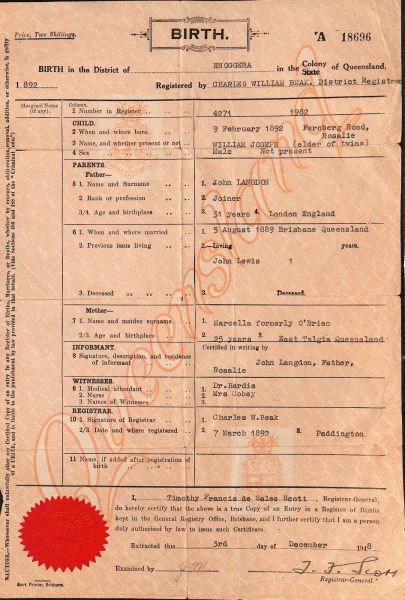 Price, Two Shillings.
BIRTH.
A 18696
BIRTH in the District of ENOGGERA in the Colony State of Queensland,
1 892 Registered by CHARLES WILLIAM BEAK, District Registrar
Marginal Notes (if any).
Column.
1 Number in Register 4271 1982
CHILD.
2 When and where born 9 February 1892 Fernberg Road, Rosalie
3 Name, and whether present or not WILLIAM JOSEPH (elder of twins)
4 Sex Male Not present
PARENTS.
Father—
5 1. Name and Surname 1. John LANGDON
2. Rank or profession 2. Joiner
3/4. Age and birthplace 3. 31 years 4. London England
6 1. When and where married 1. 5 August 1889 Brisbane Queensland
2. Previous issue living 2.—Living years.
John Lewis 1
3. Deceased 3. Deceased.
Mother—
7 1. Name and maiden surname 1. Marcella formerly O'Brien
2/3. Age and birthplace 2. 25 years 3. East Talgia Queensland
INFORMANT. Certified in writing by
8 Signature, description, and residence of informant John Langdon, Father, Rosalie
WITNESSES.
9 1. Medical attendant 1. Dr. Hardie
2. Nurse 2. Mrs Cobey
3. Names of Witnesses 3.
REGISTRAR.
10 1. Signature of Registrar 1. Charles W. Beak
2/3. Date and where registered 2. 7 March 1892 3. Paddington
11 Name, if added after registration of birth
I, Timothy Francis de Sales Scott, Registrar-General,
do hereby certify that the above is a true Copy of an Entry in a Register of Births
kept in the General Registry Office, Brisbane, and I further certify that I am a person
duly authorised by law to issue such Certificate.
Extracted this 3rd day of December 1948
Examined by
T. F. Scott
Registrar-General.
Govt. Printer, Brisbane.
Queensland